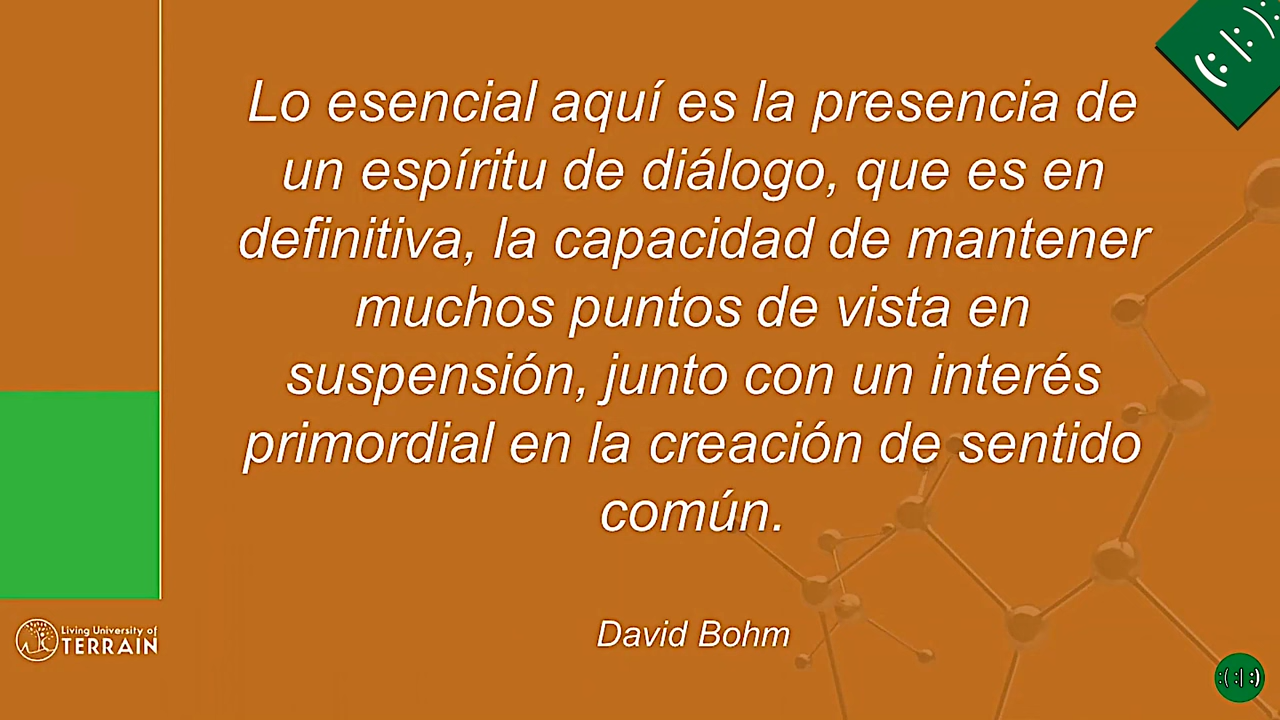 Lo esencial aquí es la presencia de
un espíritu de diálogo, que es en
definitiva, la capacidad de mantener
muchos puntos de vista en
suspensión, junto con un interés
primordial en la creación de sentido
común.
David Bohm
Living University of
TERRAIN
(:|:)
:(:|:)